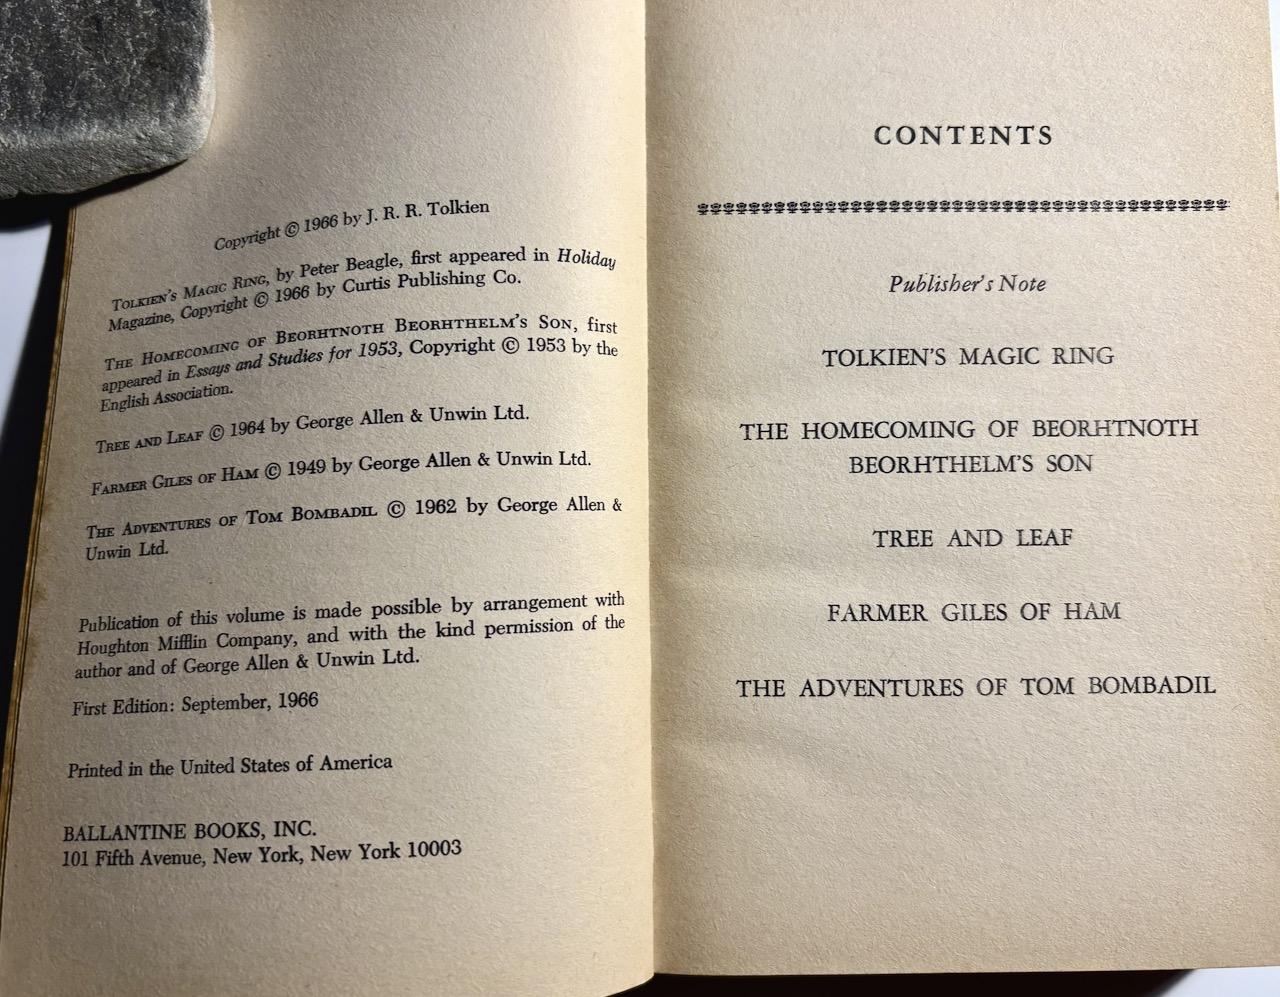 Copyright © 1966 by J. R. R. Tolkien
TOLKIEN'S MAGIC RING, by Peter Beagle, first appeared in Holiday
Magazine, Copyright © 1966 by Curtis Publishing Co.
THE HOMECOMING OF BEORHTNOTH BEORHTHELM'S SON, first
appeared in Essays and Studies for 1953, Copyright © 1953 by the
English Association.
TREE AND LEAF © 1964 by George Allen & Unwin Ltd.
FARMER GILES OF HAM © 1949 by George Allen & Unwin Ltd.
THE ADVENTURES OF TOM BOMBADIL © 1962 by George Allen &
Unwin Ltd.
Publication of this volume is made possible by arrangement with
Houghton Mifflin Company, and with the kind permission of the
author and of George Allen & Unwin Ltd.
First Edition: September, 1966
Printed in the United States of America
BALLANTINE BOOKS, INC.
101 Fifth Avenue, New York, New York 10003
CONTENTS
Publisher's Note
TOLKIEN'S MAGIC RING
THE HOMECOMING OF BEORHTNOTH
BEORHTHELM'S SON
TREE AND LEAF
FARMER GILES OF HAM
THE ADVENTURES OF TOM BOMBADIL